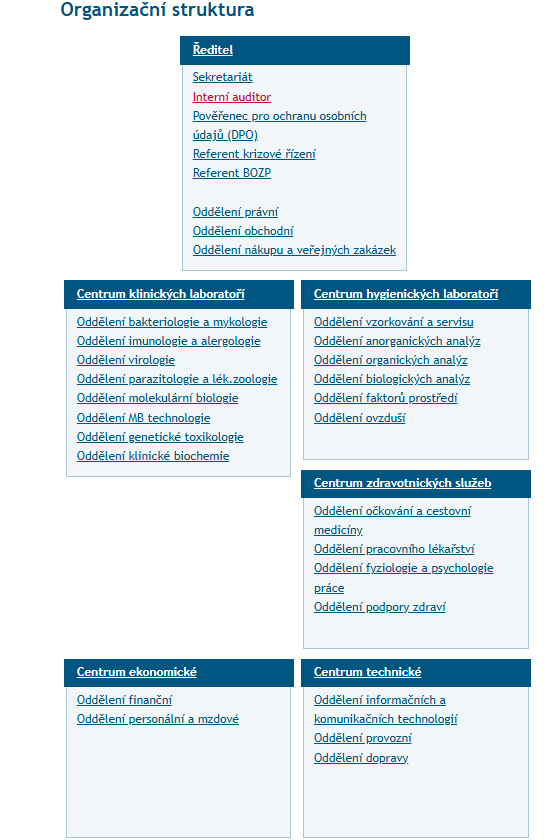 Organizační struktura
Ředitel
Sekretariát
Interní auditor
Pověřenec pro ochranu osobních
údajů (DPO)
Referent krizové řízení
Referent BOZP
Oddělení právní
Oddělení obchodní
Oddělení nákupu a veřejných zakázek
Centrum klinických laboratoří
Oddělení bakteriologie a mykologie
Oddělení imunologie a alergologie
Oddělení virologie
Oddělení parazitologie a lék.zoologie
Oddělení molekulární biologie
Oddělení MB technologie
Oddělení genetické toxikologie
Oddělení klinické biochemie
Centrum hygienických laboratoří
Oddělení vzorkování a servisu
Oddělení anorganických analýz
Oddělení organických analýz
Oddělení biologických analýz
Oddělení faktorů prostředí
Oddělení ovzduší
Centrum zdravotnických služeb
Oddělení očkování a cestovní
medicíny
Oddělení pracovního lékařství
Oddělení fyziologie a psychologie
práce
Oddělení podpory zdraví
Centrum ekonomické
Oddělení finanční
Oddělení personální a mzdové
Centrum technické
Oddělení informačních a
komunikačních technologií
Oddělení provozní
Oddělení dopravy